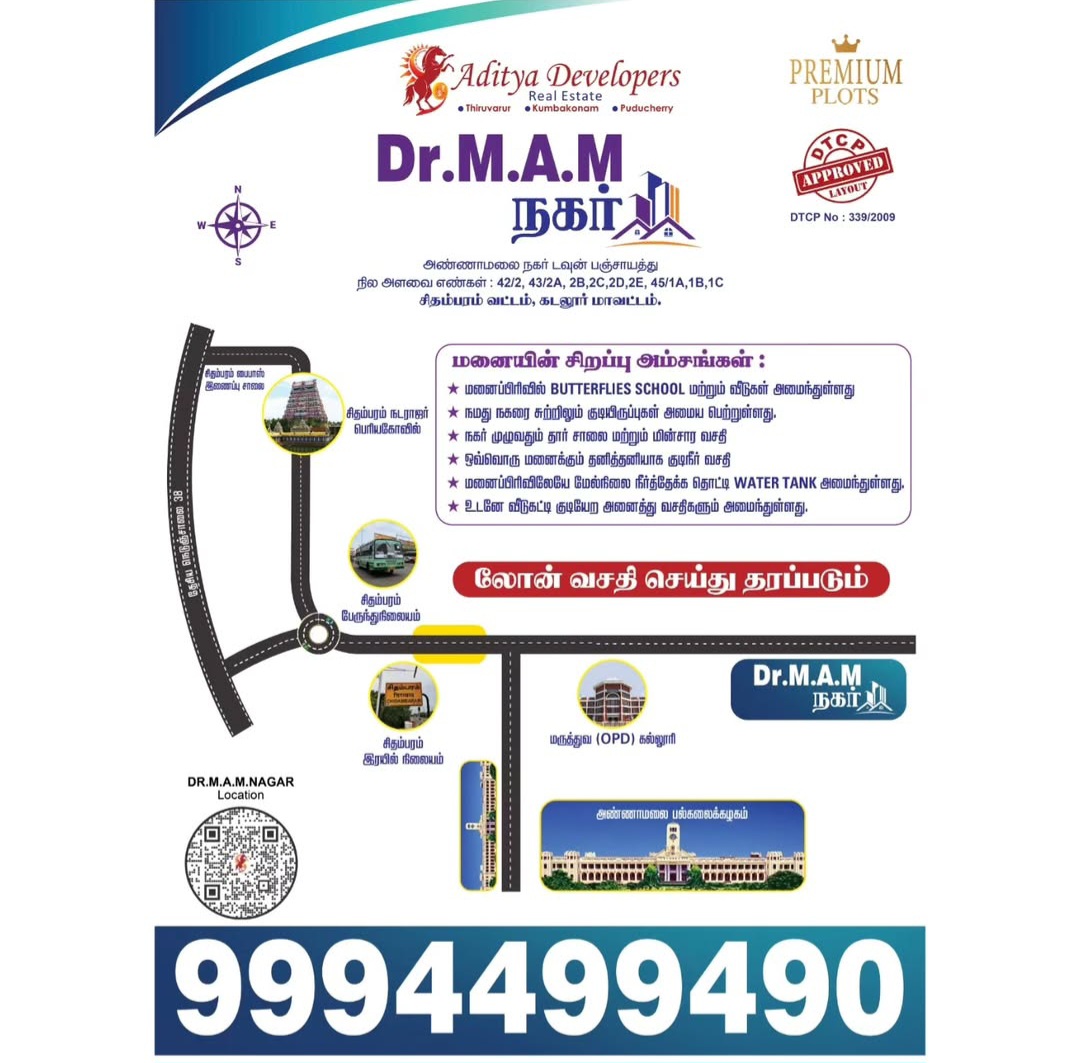 Aditya Developers
Real Estate
• Thiruvarur • Kumbakonam • Puducherry
PREMIUM
PLOTS
DTCP
APPROVED
LAYOUT
DTCP No : 339/2009
Dr.M.A.M
நகர்
N
W E
S
அண்ணாமலை நகர் டவுன் பஞ்சாயத்து
நில அளவை எண்கள் : 42/2, 43/2A, 2B,2C,2D,2E, 45/1A,1B,1C
சிதம்பரம் வட்டம், கடலூர் மாவட்டம்.
மனையின் சிறப்பு அம்சங்கள் :
★ மனைப்பிரிவில் BUTTERFLIES SCHOOL மற்றும் வீடுகள் அமைந்துள்ளது
★ நமது நகரை சுற்றிலும் குடியிருப்புகள் அமைய பெற்றுள்ளது.
★ நகர் முழுவதும் தார் சாலை மற்றும் மின்சார வசதி
★ ஒவ்வொரு மனைக்கும் தனித்தனியாக குடிநீர் வசதி
★ மனைப்பிரிவிலேயே மேல்நிலை நீர்த்தேக்க தொட்டி WATER TANK அமைந்துள்ளது.
★ உடனே வீடுகட்டி குடியேற அனைத்து வசதிகளும் அமைந்துள்ளது.
லோன் வசதி செய்து தரப்படும்
சிதம்பரம் பைபாஸ்
இணைப்பு சாலை
சிதம்பரம் நடராஜர்
பெரியகோவில்
தேசிய நெடுஞ்சாலை 38
சிதம்பரம்
பேருந்துநிலையம்
சிதம்பரம்
சிதம்பரம்
இரயில் நிலையம்
மருத்துவ (OPD) கல்லூரி
Dr.M.A.M
நகர்
அண்ணாமலை பல்கலைக்கழகம்
DR.M.A.M.NAGAR
Location
9994499490